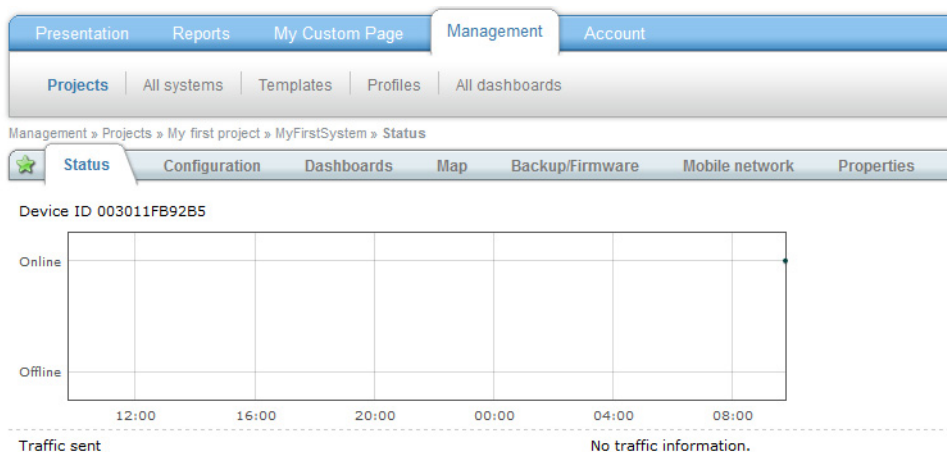 Presentation Reports My Custom Page Management Account
Projects All systems Templates Profiles All dashboards
Management » Projects » My first project » MyFirstSystem » Status
Status Configuration Dashboards Map Backup/Firmware Mobile network Properties
Device ID 003011FB92B5
Online
Offline
12:00 16:00 20:00 00:00 04:00 08:00
Traffic sent No traffic information.